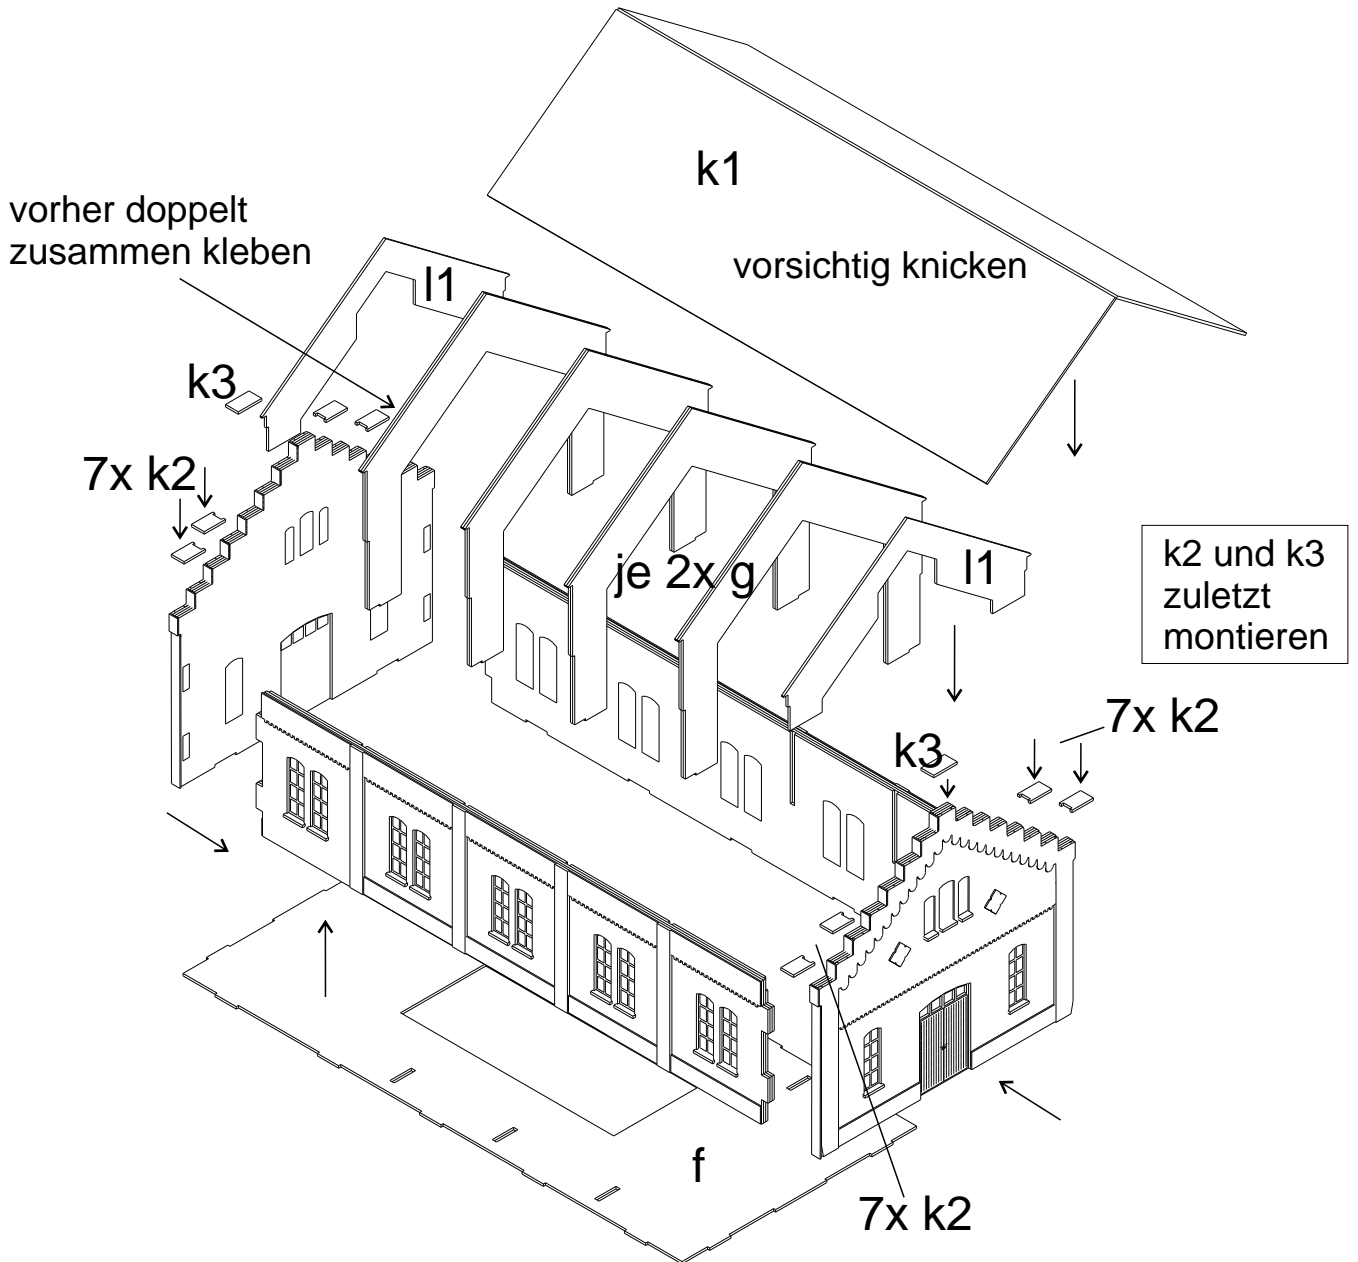 k1
vorher doppelt
zusammen kleben
vorsichtig knicken
l1
k3
7x k2
je 2x g
l1
k2 und k3
zuletzt
montieren
7x k2
k3
f
7x k2